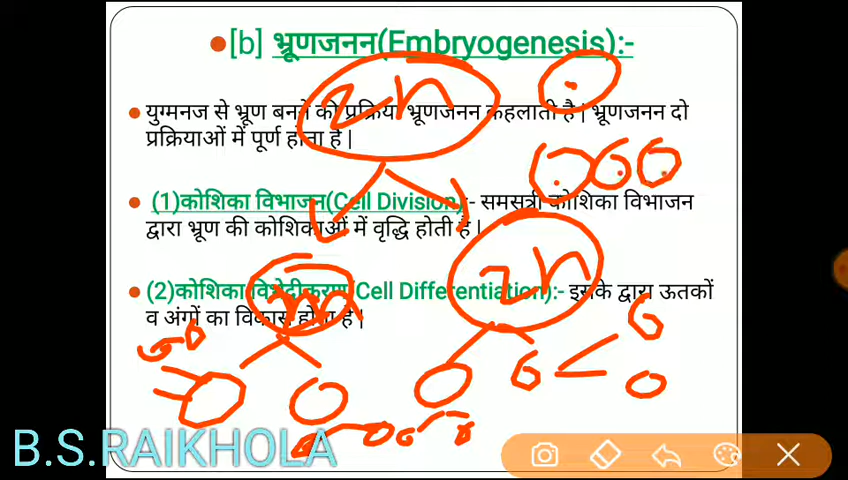 [b] भ्रूणजनन(Embryogenesis):-
युग्मनज से भ्रूण बनने की प्रक्रिया भ्रूणजनन कहलाती है | भ्रूणजनन दो
प्रक्रियाओं में पूर्ण होता है |
(1)कोशिका विभाजन(Cell Division):- समसूत्री कोशिका विभाजन
द्वारा भ्रूण की कोशिकाओं में वृद्धि होती है |
(2)कोशिका विभेदीकरण(Cell Differentiation):- इसके द्वारा ऊतकों
व अंगों का विकास होता है |
2n
2n
2n
B.S.RAIKHOLA